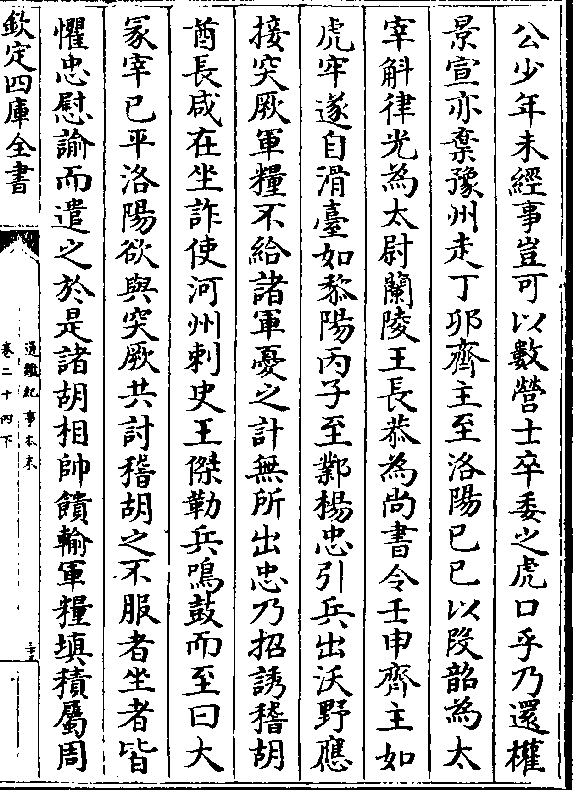 公少年未經事豈可以數營士卒委之虎口乎乃還權
景宣亦棄豫州走丁卯齊主至洛陽己巳以段韶為太
宰斛律光為太尉蘭陵王長恭為尚書令壬申齊主如
虎牢遂自滑臺如黎陽丙子至鄴楊忠引兵出沃野應
接突厥軍糧不給諸軍憂之計無所出忠乃招誘稽胡
酋長咸在坐詐使河州刺史王傑勒兵鳴鼓而至曰大
冢宰已平洛陽欲與突厥共討稽胡之不服者坐者皆
懼忠慰諭而遣之於是諸胡相帥饋輸軍糧填積屬周
欽定四庫全書
通鑑紀事本末
卷二十四下